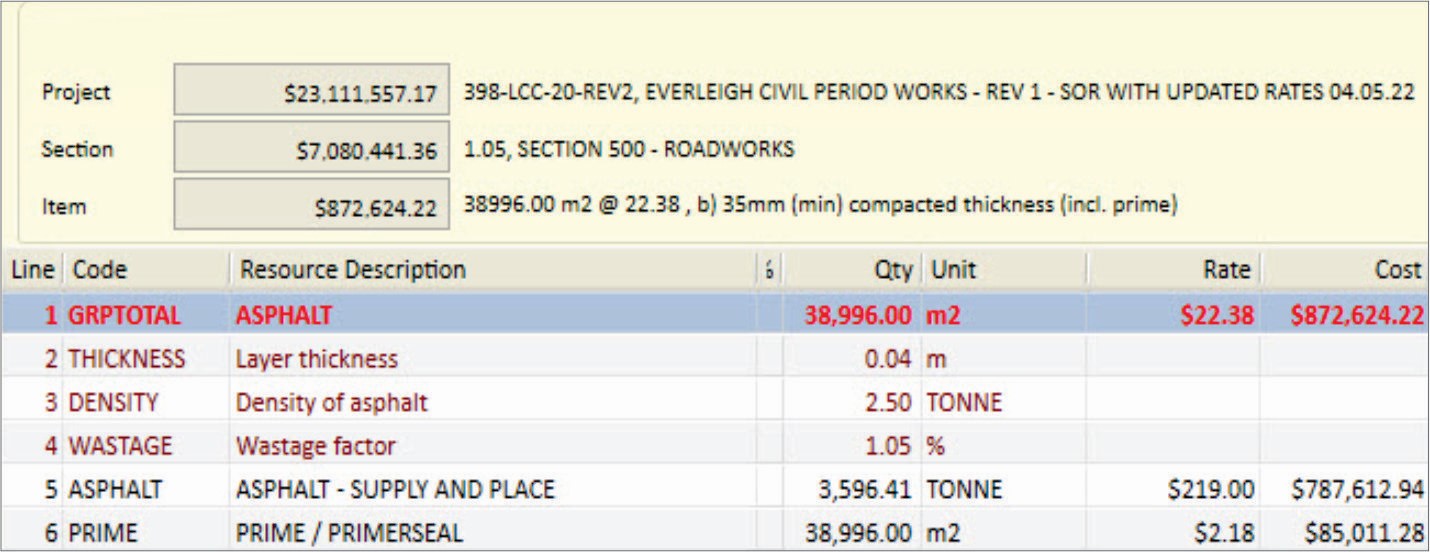 Project $23,111,557.17 398-LCC-20-REV2, EVERLEIGH CIVIL PERIOD WORKS - REV 1 - SOR WITH UPDATED RATES 04.05.22
Section $7,080,441.36 1.05, SECTION 500 - ROADWORKS
Item $872,624.22 38996.00 m2 @ 22.38 , b) 35mm (min) compacted thickness (incl. prime)
Line Code Resource Description Qty Unit Rate Cost
1 GRPTOTAL ASPHALT 38,996.00 m2 $22.38 $872,624.22
2 THICKNESS Layer thickness 0.04 m
3 DENSITY Density of asphalt 2.50 TONNE
4 WASTAGE Wastage factor 1.05 %
5 ASPHALT ASPHALT - SUPPLY AND PLACE 3,596.41 TONNE $219.00 $787,612.94
6 PRIME PRIME / PRIMERSEAL 38,996.00 m2 $2.18 $85,011.28